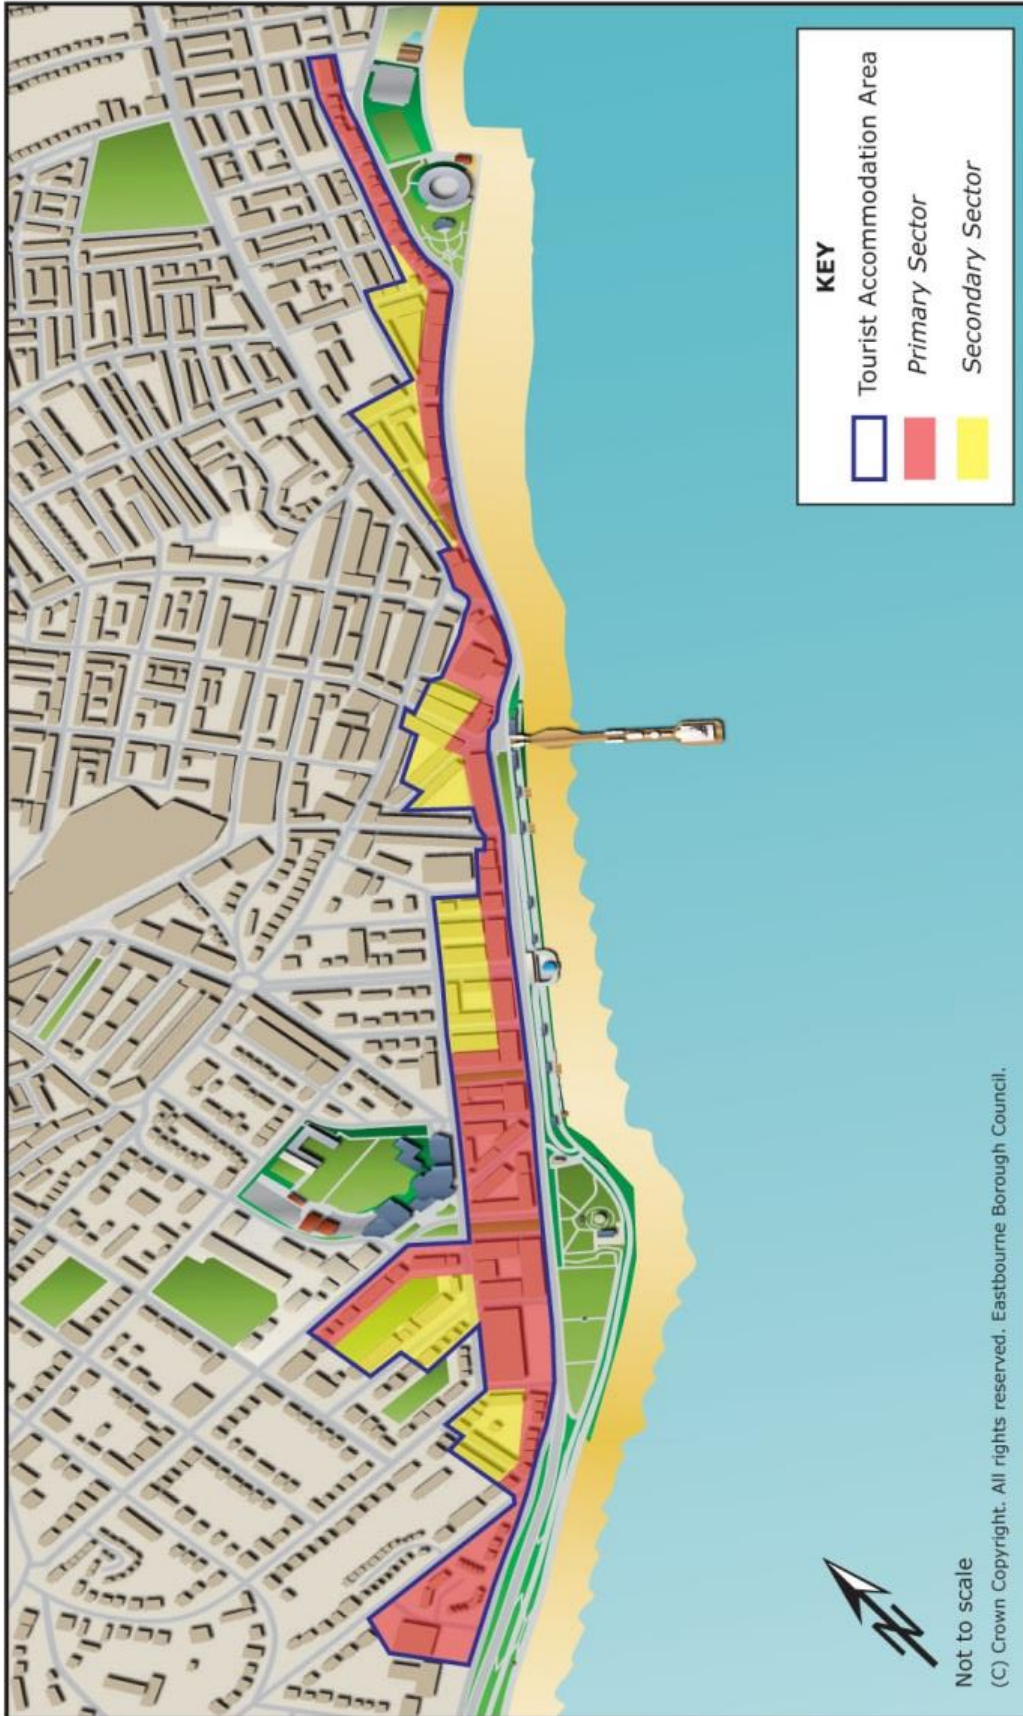 KEY
Tourist Accommodation Area
Primary Sector
Secondary Sector
N
Not to scale
(C) Crown Copyright. All rights reserved. Eastbourne Borough Council.